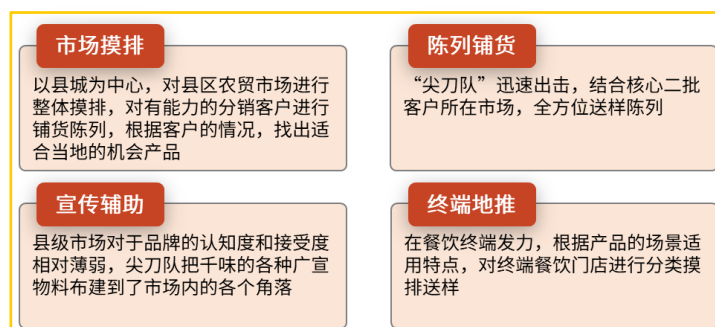 市场摸排
以县城为中心，对县区农贸市场进行
整体摸排，对有能力的分销客户进行
铺货陈列，根据客户的情况，找出适
合当地的机会产品
陈列铺货
“尖刀队”迅速出击，结合核心二批
客户所在市场，全方位送样陈列
宣传辅助
县级市场对于品牌的认知度和接受度
相对薄弱，尖刀队把千味的各种广宣
物料布建到了市场内的各个角落
终端地推
在餐饮终端发力，根据产品的场景适
用特点，对终端餐饮门店进行分类摸
排送样